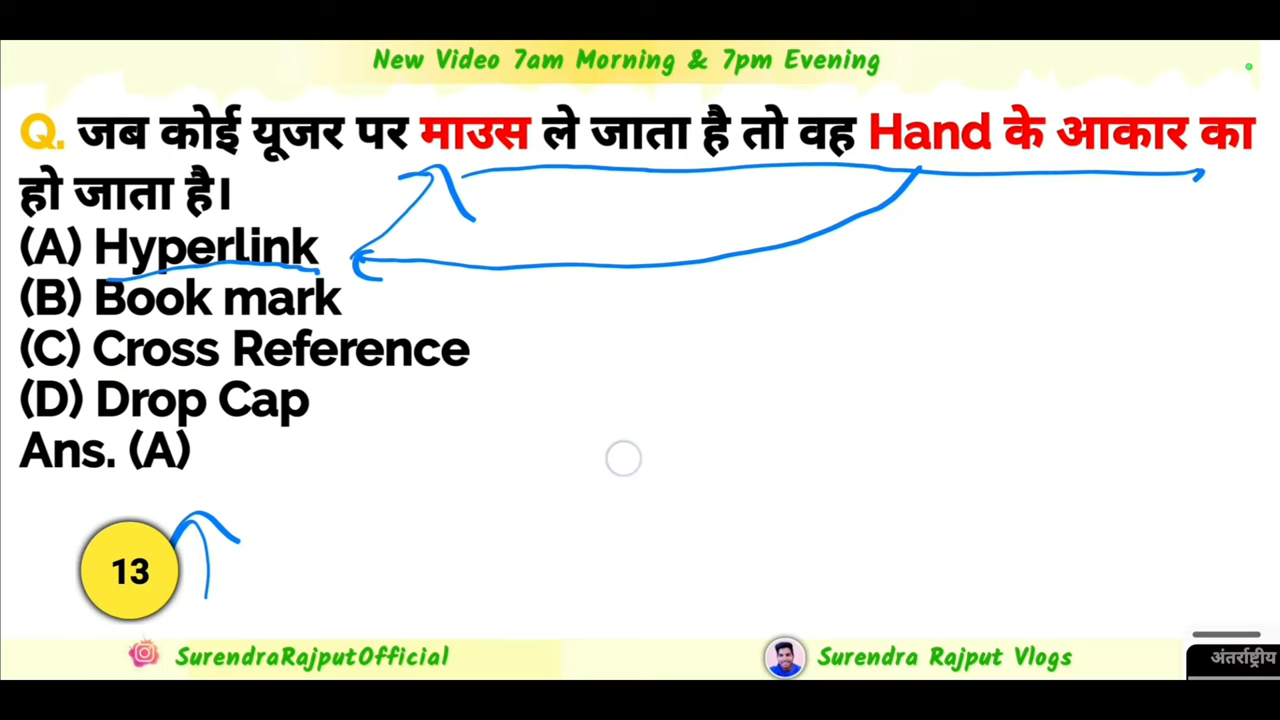 New Video 7am Morning & 7pm Evening
Q. जब कोई यूजर पर माउस ले जाता है तो वह Hand के आकार का
हो जाता है।
(A) Hyperlink
(B) Book mark
(C) Cross Reference
(D) Drop Cap
Ans. (A)
13
SurendraRajputOfficial
Surendra Rajput Vlogs
अंतर्राष्ट्रीय